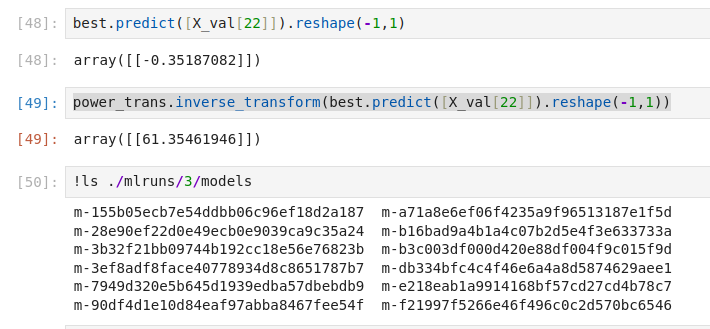 [48]: best.predict([X_val[22]]).reshape(-1,1)
[48]: array([[-0.35187082]])
[49]: power_trans.inverse_transform(best.predict([X_val[22]]).reshape(-1,1))
[49]: array([[61.35461946]])
[50]: !ls ./mlruns/3/models
m-155b05ecb7e54ddbb06c96ef18d2a187 m-a71a8e6ef06f4235a9f96513187e1f5d
m-28e90ef22d0e49ecb0e9039ca9c35a24 m-b16bad9a4b1a4c07b2d5e4f3e633733a
m-3b32f21bb09744b192cc18e56e76823b m-b3c003df000d420e88df004f9c015f9d
m-3ef8adf8face40778934d8c8651787b7 m-db334bfc4c4f46e6a4a8d5874629aee1
m-7949d320e5b645d1939edba57dbebdb9 m-e218eab1a9914168bf57cd27cd4b78c7
m-90df4d1e10d84eaf97abba8467fee54f m-f21997f5266e46f496c0c2d570bc6546